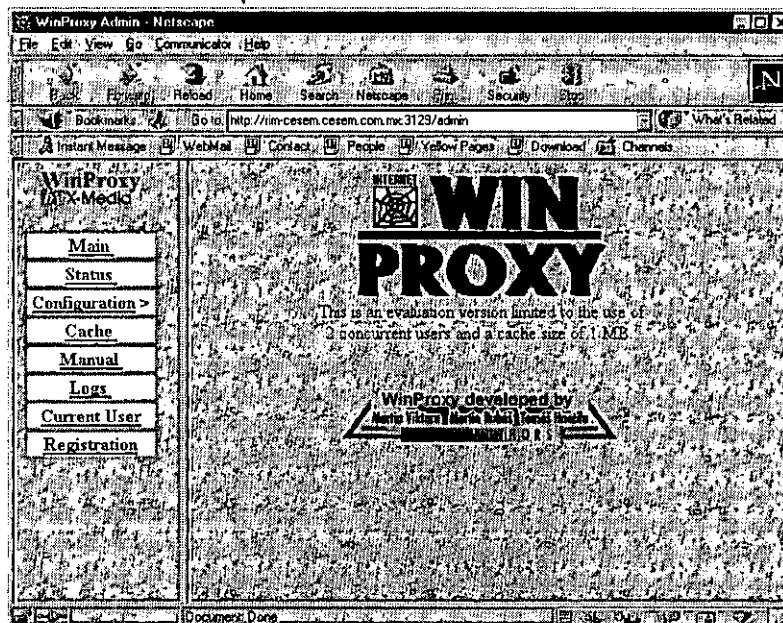 WinProxy Admin - Netscape
File Edit View Go Communicator Help
Back Forward Reload Home Search Netscape Print Security Stop
N
Bookmarks Go to: http://rim-cesem.cesem.com.mx:3129/admin What's Related
Instant Message WebMail Contact People Yellow Pages Download Channels
WinProxy
X-Media
Main
Status
Configuration >
Cache
Manual
Logs
Current User
Registration
INTERNET
WIN
PROXY
This is an evaluation version limited to the use of
2 concurrent users and a cache size of 1 MB
WinProxy developed by
Martin
Document: Done